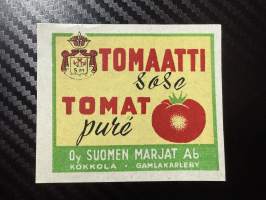 S.M.
TOMAATTI
sose
TOMAT
puré
Oy SUOMEN MARJAT Ab
KOKKOLA • GAMLAKARLEBY